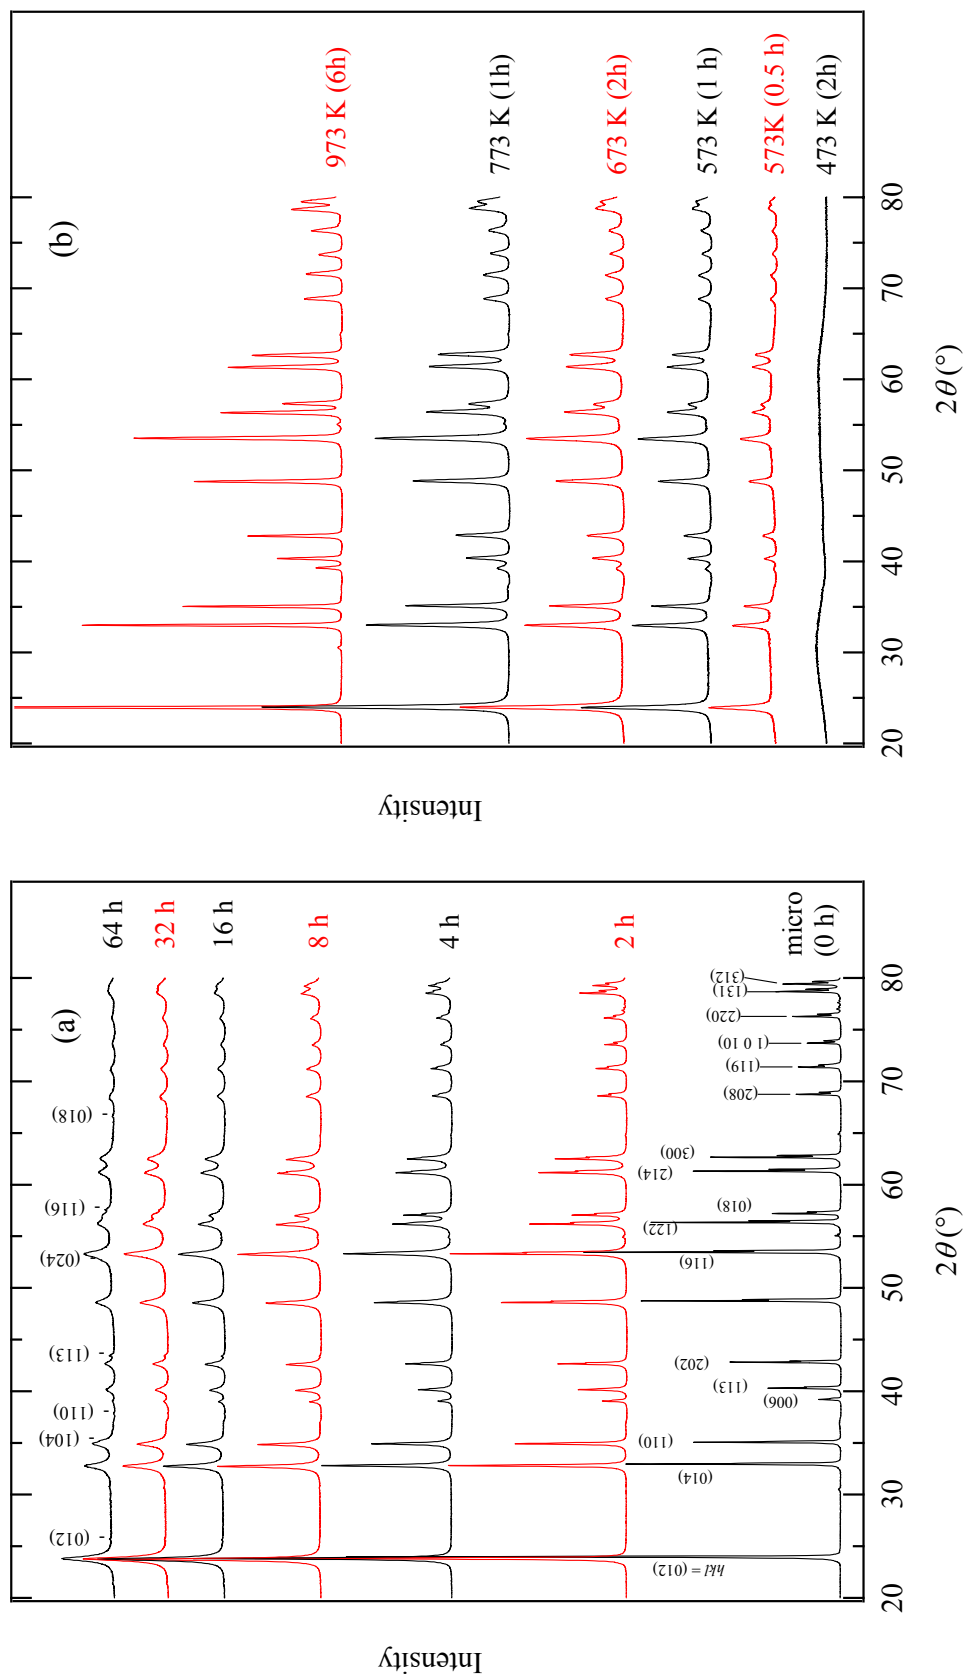 (a)
Intensity
64 h
32 h
16 h
8 h
4 h
2 h
micro
(0 h)
(012)
(104)
(110)
(113)
(024)
(116)
(018)
hkl = (012)
(014)
(110)
(006)
(113)
(202)
(116)
(122)
(018)
(214)
(300)
(208)
(119)
(1 0 10)
(220)
(131)
(312)
20 30 40 50 60 70 80
2θ (°)
(b)
Intensity
973 K (6h)
773 K (1h)
673 K (2h)
573 K (1 h)
573K (0.5 h)
473 K (2h)
20 30 40 50 60 70 80
2θ (°)